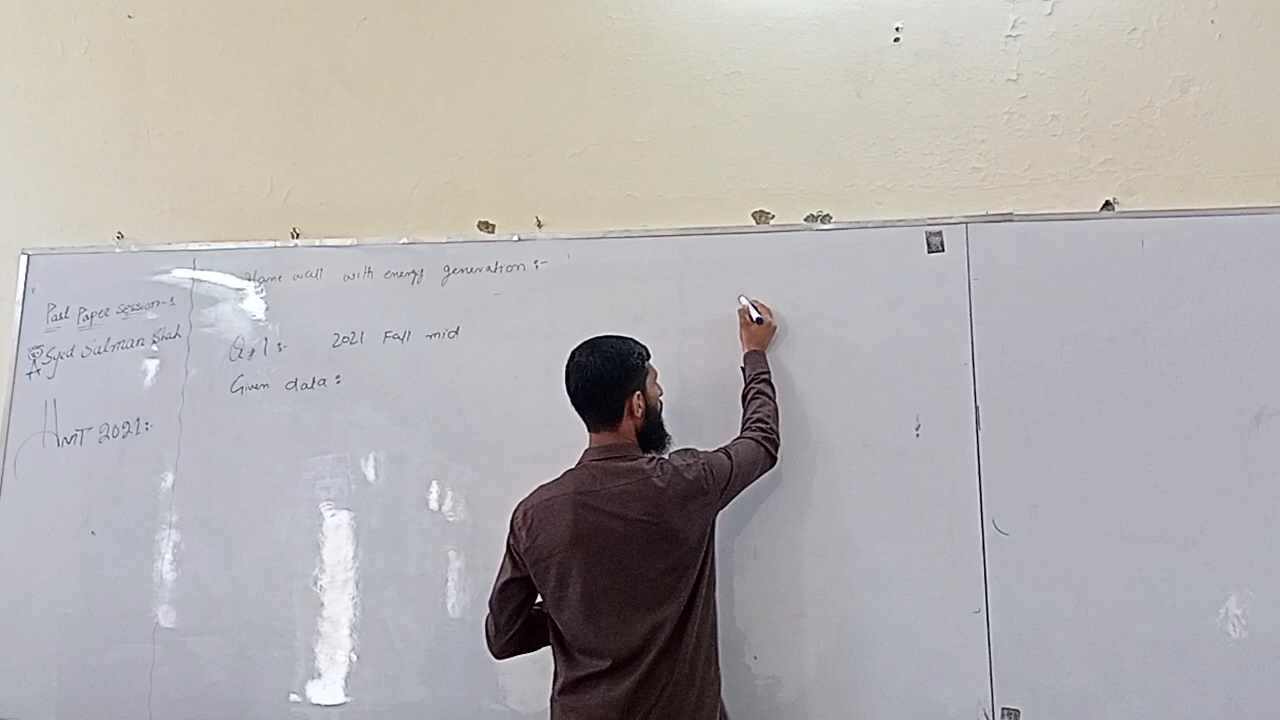 Past Paper Session-1
Syed Salman Shah
HMT 2021:-
Plane wall with energy generation :-
Q#1:- 2021 Fall mid
Given data :